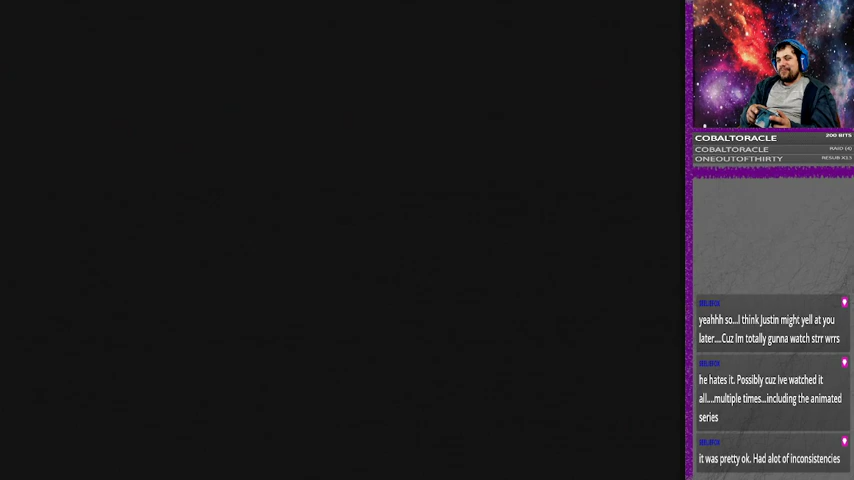 COBALTORACLE 200 BITS
COBALTORACLE RAID (4)
ONEOUTOFTHIRTY RESUB X13
yeahhh so...I think Justin might yell at you
later....Cuz Im totally gunna watch strr wrrs
he hates it. Possibly cuz Ive watched it
all....multiple times...including the animated
series
it was pretty ok. Had alot of inconsistencies